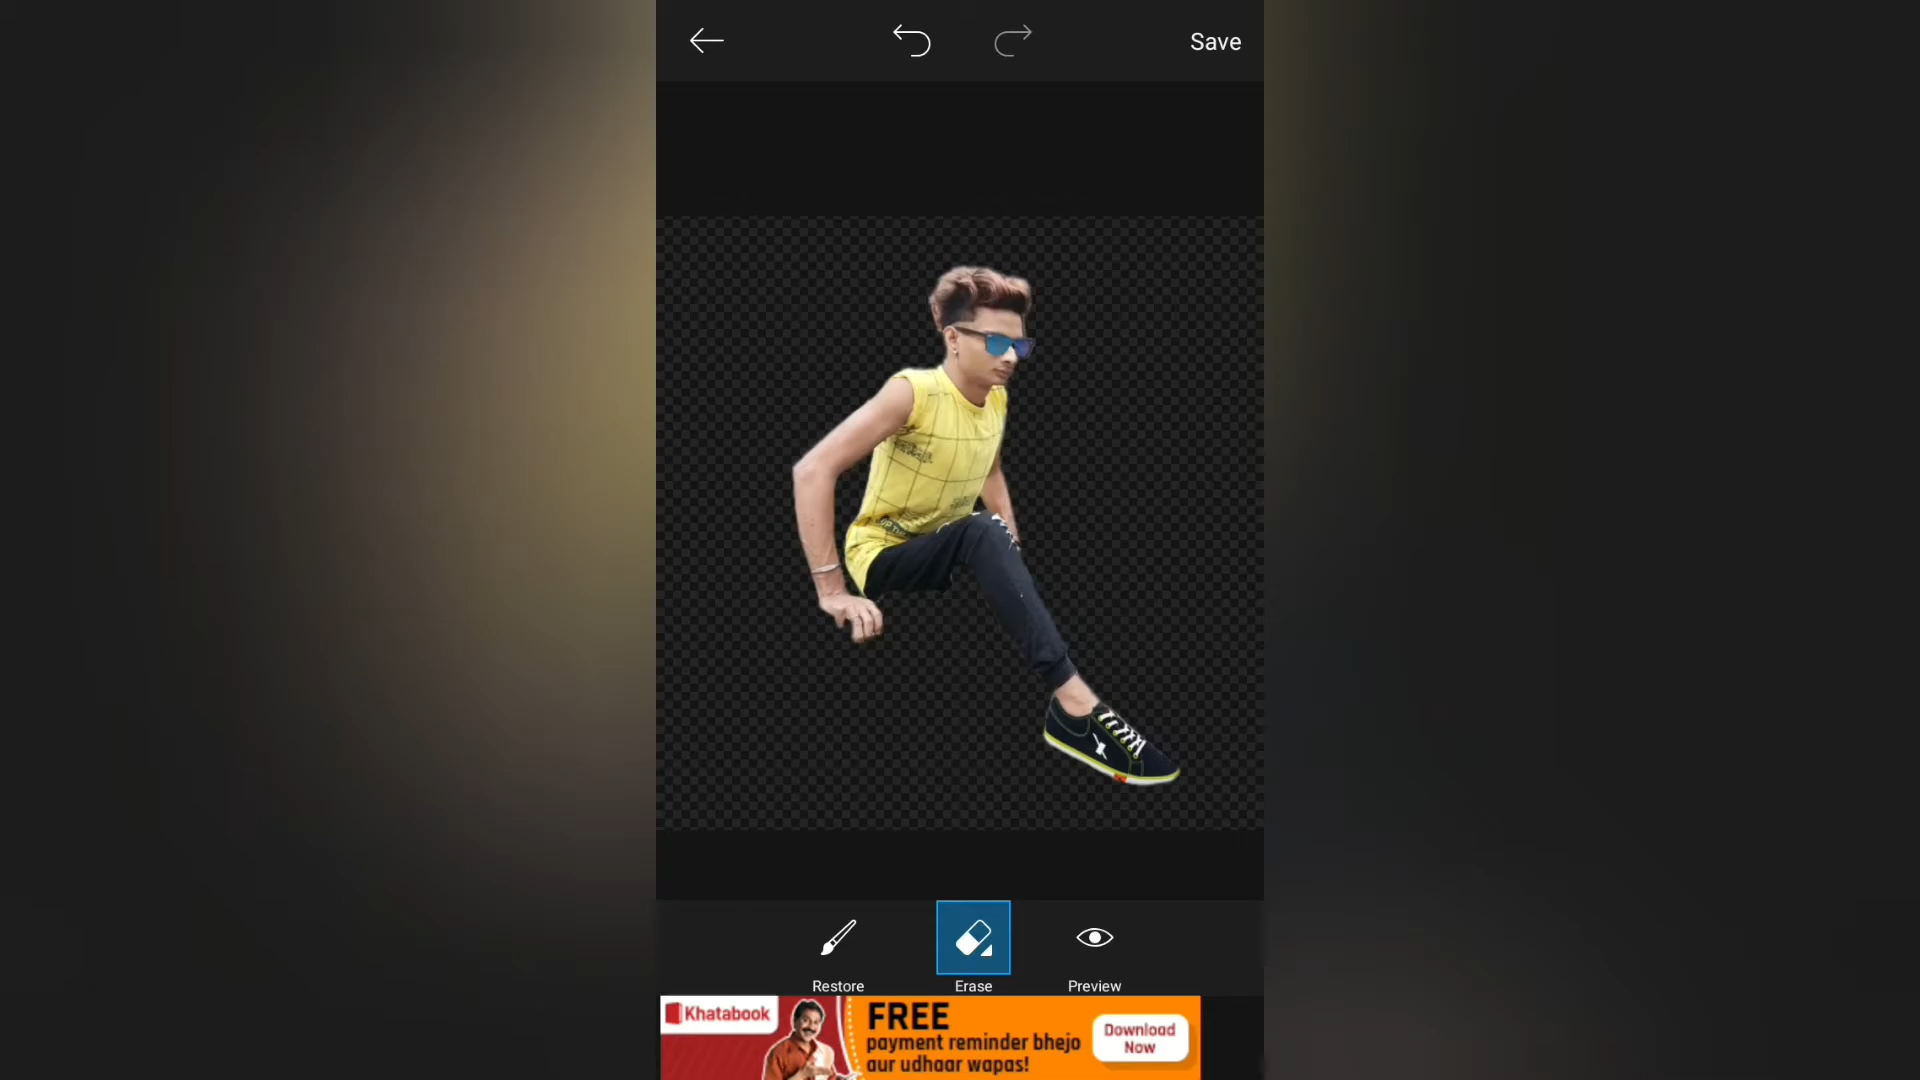 Save
Restore
Erase
Preview
Khatabook
FREE
payment reminder bhejo
aur udhaar wapas!
Download
Now